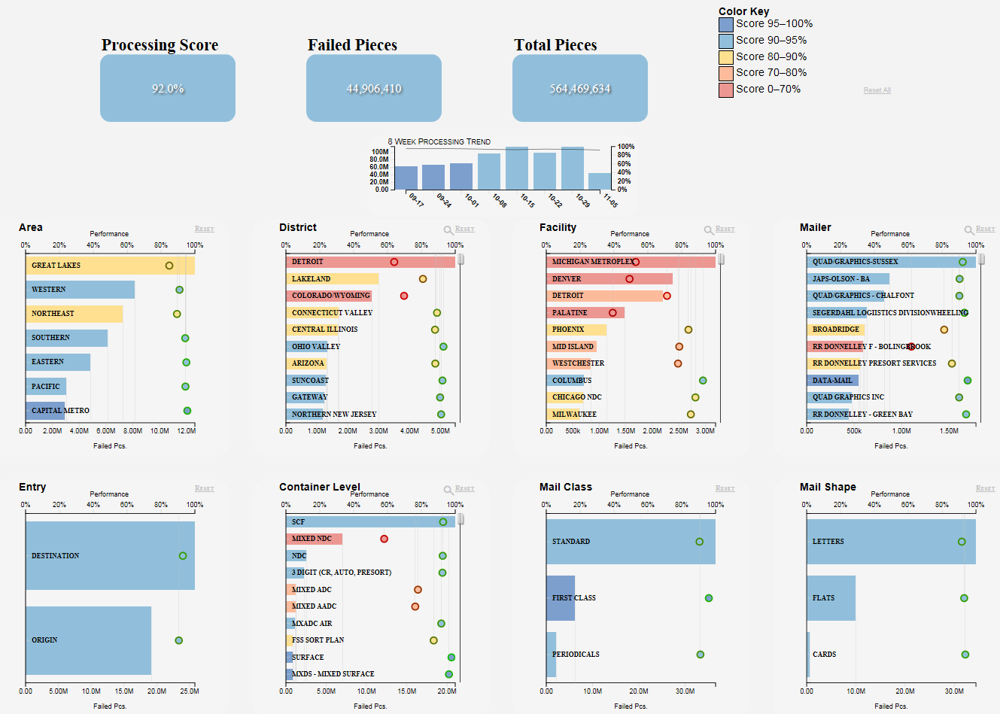 Color Key
Score 95–100%
Score 90–95%
Score 80–90%
Score 70–80%
Score 0–70%
Reset All
Processing Score
Failed Pieces
Total Pieces
92.0%
44,906,410
564,469,634
8 WEEK PROCESSING TREND
100M
80.0M
60.0M
40.0M
20.0M
0.00
100%
80%
60%
40%
20%
0%
09-17
09-24
10-01
10-08
10-15
10-22
10-29
11-05
Area
RESET
Performance
0% 20% 40% 60% 80% 100%
GREAT LAKES
WESTERN
NORTHEAST
SOUTHERN
EASTERN
PACIFIC
CAPITAL METRO
0.00 2.00M 4.00M 6.00M 8.00M 10.0M 12.0M
Failed Pcs.
District
RESET
Performance
0% 20% 40% 60% 80% 100%
DETROIT
LAKELAND
COLORADO/WYOMING
CONNECTICUT VALLEY
CENTRAL ILLINOIS
OHIO VALLEY
ARIZONA
SUNCOAST
GATEWAY
NORTHERN NEW JERSEY
0.00 1.00M 2.00M 3.00M 4.00M 5.00M
Failed Pcs.
Facility
RESET
Performance
0% 20% 40% 60% 80% 100%
MICHIGAN METROPLEX
DENVER
DETROIT
PALATINE
PHOENIX
MID ISLAND
WESTCHESTER
COLUMBUS
CHICAGO NDC
MILWAUKEE
0.00 500k 1.00M 1.50M 2.00M 2.50M 3.00M
Failed Pcs.
Mailer
RESET
Performance
0% 20% 40% 60% 80% 100%
QUAD/GRAPHICS-SUSSEX
JAPS-OLSON - BA
QUAD/GRAPHICS - CHALFONT
SEGERDAHL LOGIISTICS DIVISIONWHEELING
BROADRIDGE
RR DONNELLEY F - BOLINGBROOK
RR DONNELLEY PRESORT SERVICES
DATA-MAIL
QUAD GRAPHICS INC
RR DONNELLEY - GREEN BAY
0.00 500k 1.00M 1.50M
Failed Pcs.
Entry
RESET
Performance
0% 20% 40% 60% 80% 100%
DESTINATION
ORIGIN
0.00 5.00M 10.0M 15.0M 20.0M 25.0M
Failed Pcs.
Container Level
RESET
Performance
0% 20% 40% 60% 80% 100%
SCF
MIXED NDC
NDC
3 DIGIT (CR, AUTO, PRESORT)
MIXED ADC
MIXED AADC
MXADC AIR
FSS SORT PLAN
SURFACE
MXDS - MIXED SURFACE
0.00 5.00M 10.0M 15.0M 20.0M
Failed Pcs.
Mail Class
RESET
Performance
0% 20% 40% 60% 80% 100%
STANDARD
FIRST CLASS
PERIODICALS
0.00 10.0M 20.0M 30.0M
Failed Pcs.
Mail Shape
RESET
Performance
0% 20% 40% 60% 80% 100%
LETTERS
FLATS
CARDS
0.00 10.0M 20.0M 30.0M
Failed Pcs.